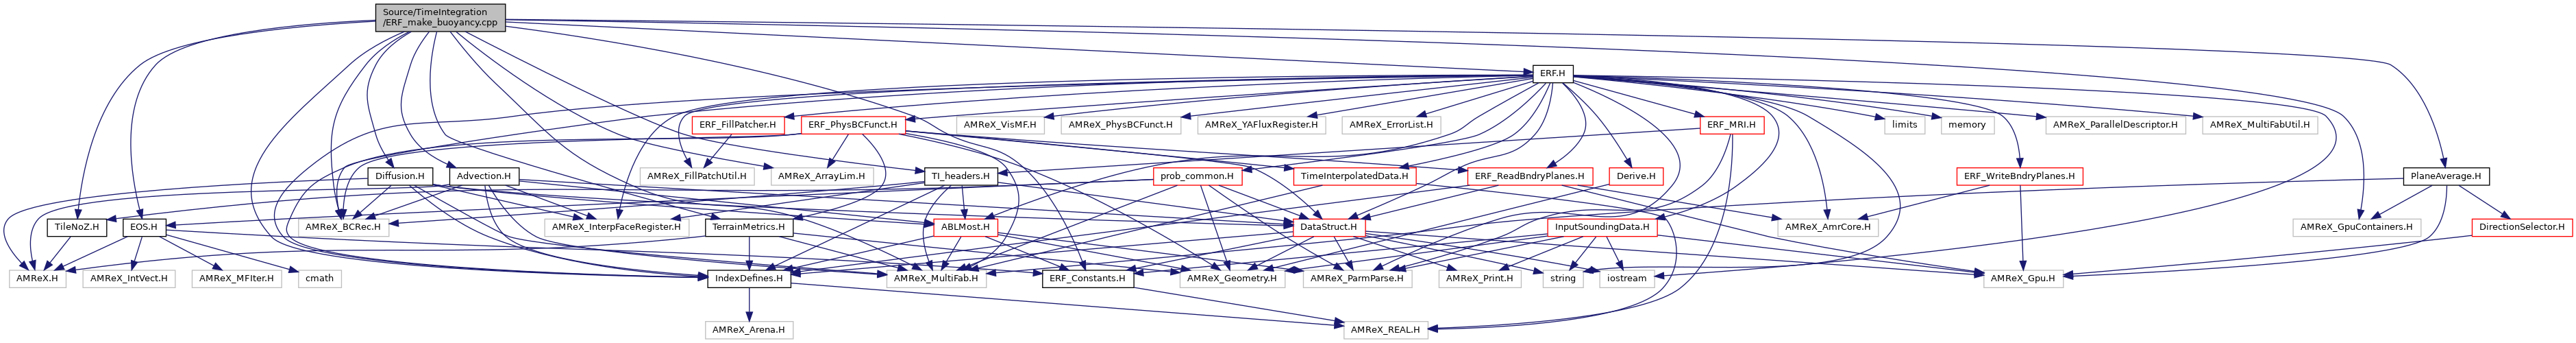 Source/TimeIntegration
/ERF_make_buoyancy.cpp
ERF.H
ERF_FillPatcher.H
ERF_PhysBCFunct.H
AMReX_VisMF.H
AMReX_PhysBCFunct.H
AMReX_YAFluxRegister.H
AMReX_ErrorList.H
ERF_MRI.H
limits
memory
AMReX_ParallelDescriptor.H
AMReX_MultiFabUtil.H
Diffusion.H
Advection.H
AMReX_FillPatchUtil.H
AMReX_ArrayLim.H
TI_headers.H
prob_common.H
TimeInterpolatedData.H
ERF_ReadBndryPlanes.H
Derive.H
ERF_WriteBndryPlanes.H
PlaneAverage.H
TileNoZ.H
EOS.H
AMReX_BCRec.H
AMReX_InterpFaceRegister.H
TerrainMetrics.H
ABLMost.H
DataStruct.H
InputSoundingData.H
AMReX_AmrCore.H
AMReX_GpuContainers.H
DirectionSelector.H
AMReX.H
AMReX_IntVect.H
AMReX_MFIter.H
cmath
IndexDefines.H
AMReX_MultiFab.H
ERF_Constants.H
AMReX_Geometry.H
AMReX_ParmParse.H
AMReX_Print.H
string
iostream
AMReX_Gpu.H
AMReX_Arena.H
AMReX_REAL.H